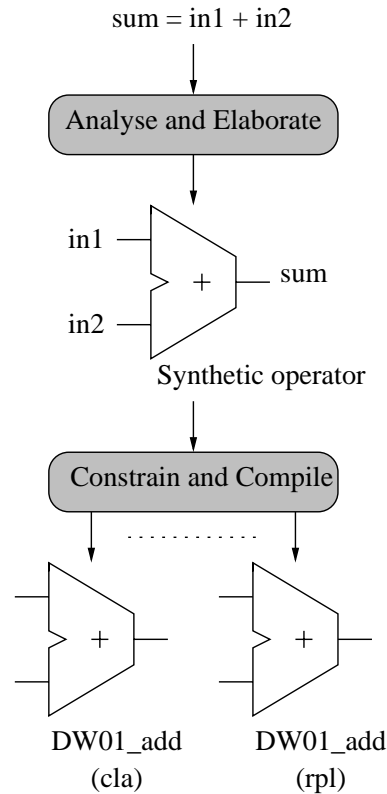 sum = in1 + in2
Analyse and Elaborate
in1
+
sum
in2
Synthetic operator
Constrain and Compile
+
+
DW01_add
DW01_add
(cla)
(rpl)